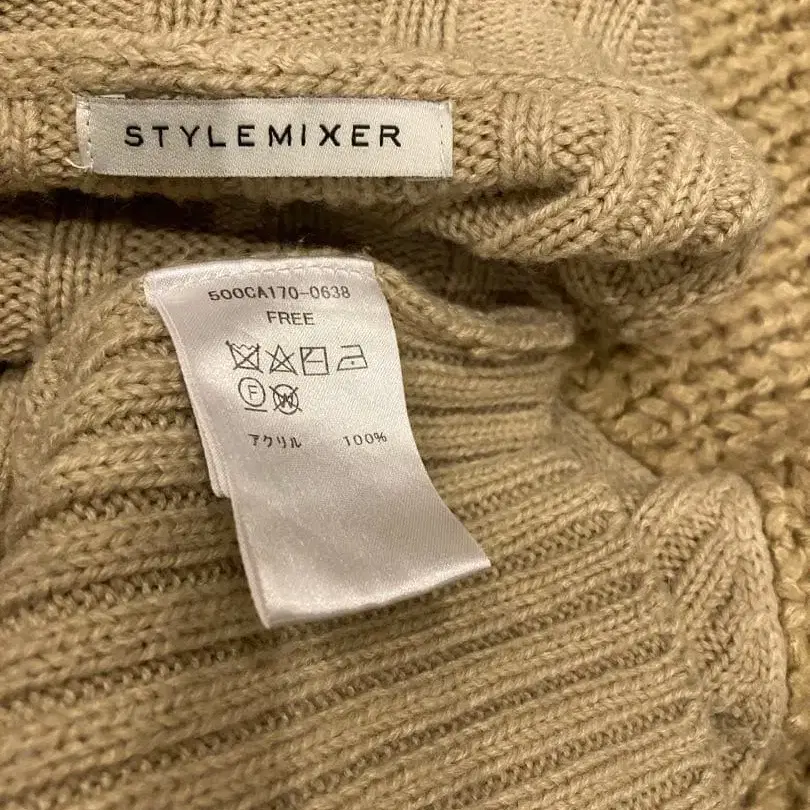 STYLEMIXER
500CA170-0638
FREE
F W
アクリル 100%